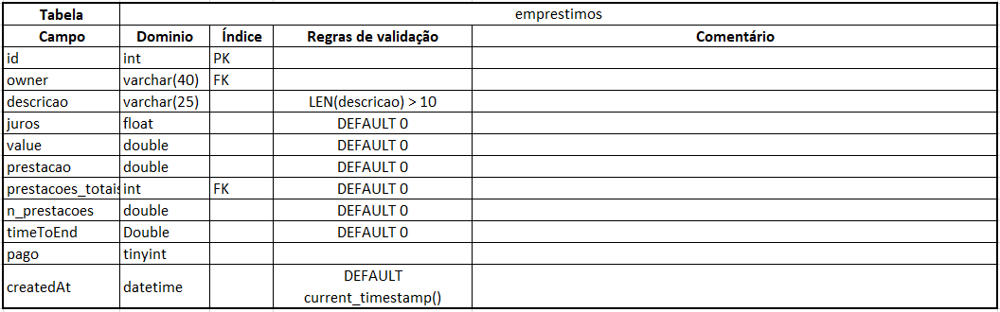 Tabela emprestimos
Campo Dominio Índice Regras de validação Comentário
id int PK
owner varchar(40) FK
descricao varchar(25) LEN(descricao) > 10
juros float DEFAULT 0
value double DEFAULT 0
prestacao double DEFAULT 0
prestacoes_totais int FK DEFAULT 0
n_prestacoes double DEFAULT 0
timeToEnd Double DEFAULT 0
pago tinyint
createdAt datetime DEFAULT
current_timestamp()